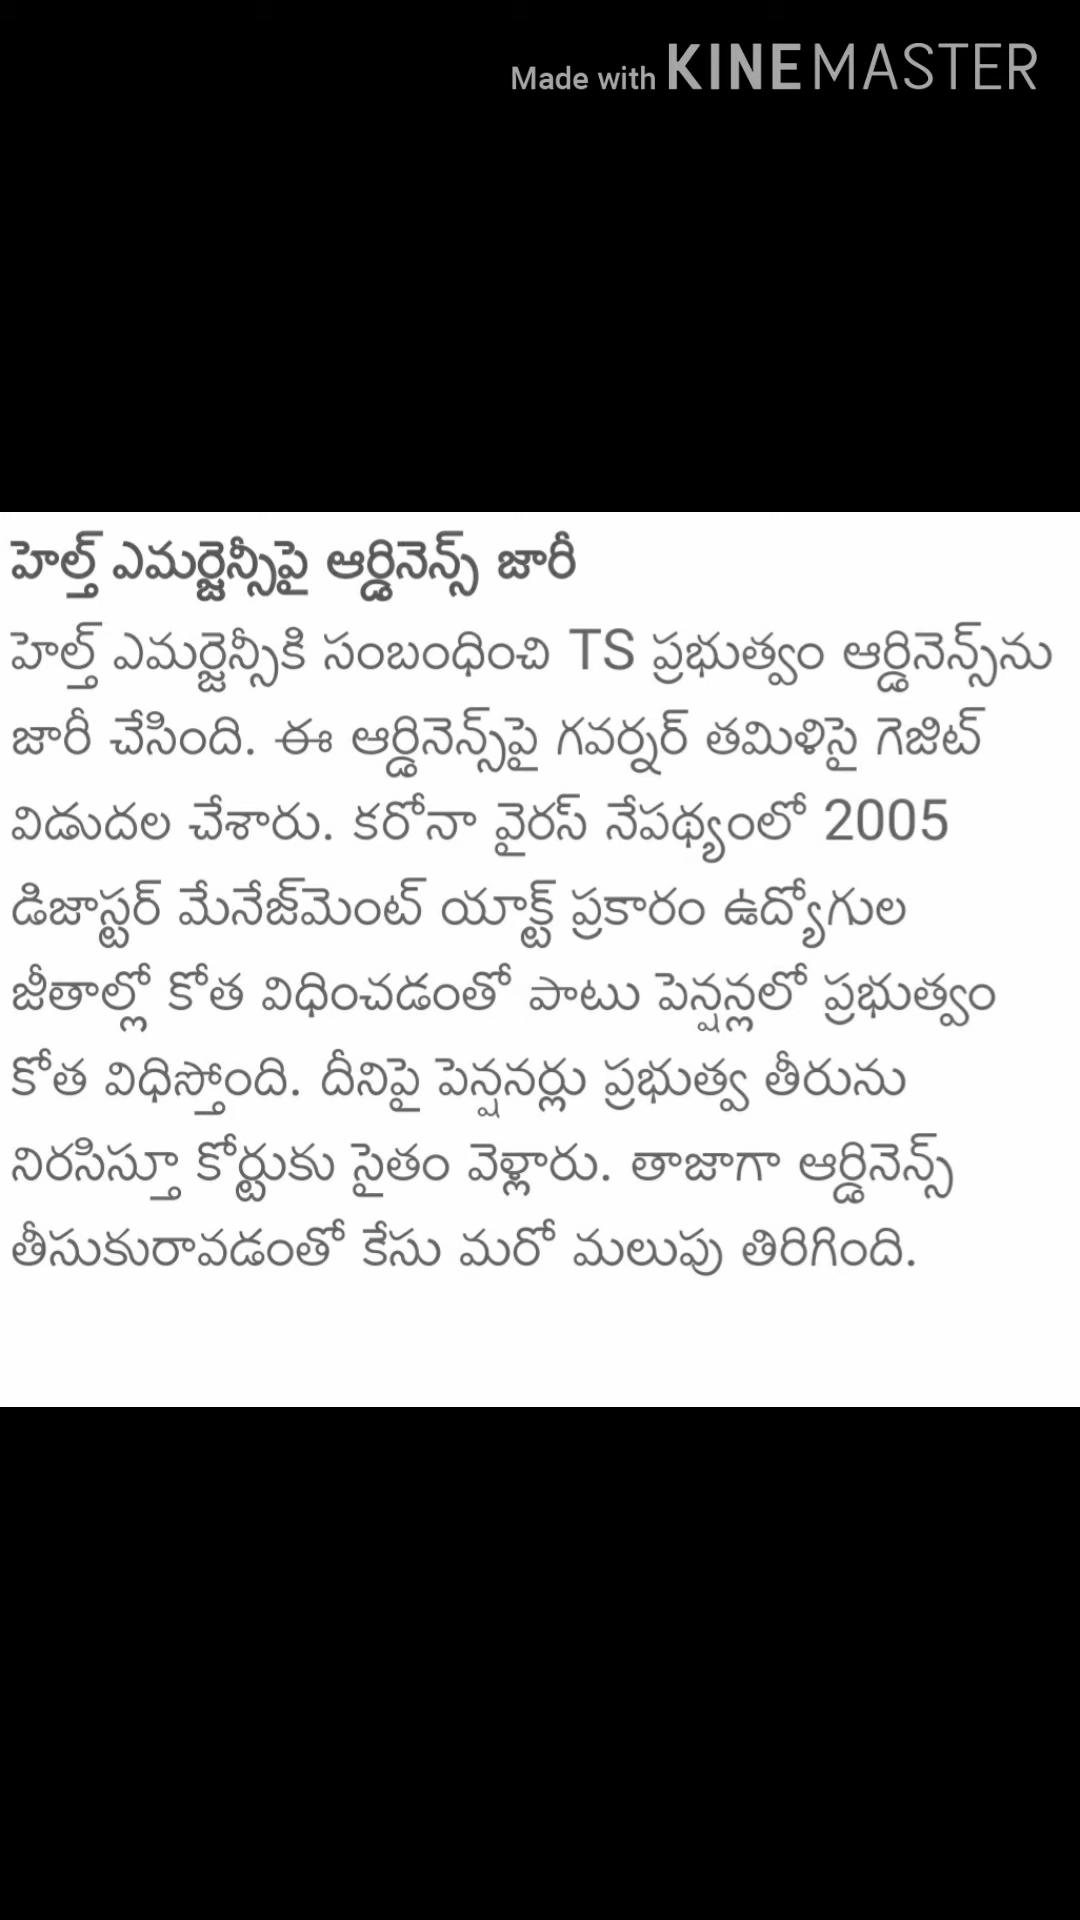 Made with KINEMASTER
హెల్త్ ఎమర్జెన్సీపై ఆర్డినెన్స్ జారీ
హెల్త్ ఎమర్జెన్సీకి సంబంధించి TS ప్రభుత్వం ఆర్డినెన్స్‌ను
జారీ చేసింది. ఈ ఆర్డినెన్స్‌పై గవర్నర్ తమిళిసై గెజిట్
విడుదల చేశారు. కరోనా వైరస్ నేపథ్యంలో 2005
డిజాస్టర్ మేనేజ్‌మెంట్ యాక్ట్ ప్రకారం ఉద్యోగుల
జీతాల్లో కోత విధించడంతో పాటు పెన్షన్లలో ప్రభుత్వం
కోత విధిస్తోంది. దీనిపై పెన్షనర్లు ప్రభుత్వ తీరును
నిరసిస్తూ కోర్టుకు సైతం వెళ్లారు. తాజాగా ఆర్డినెన్స్
తీసుకురావడంతో కేసు మరో మలుపు తిరిగింది.